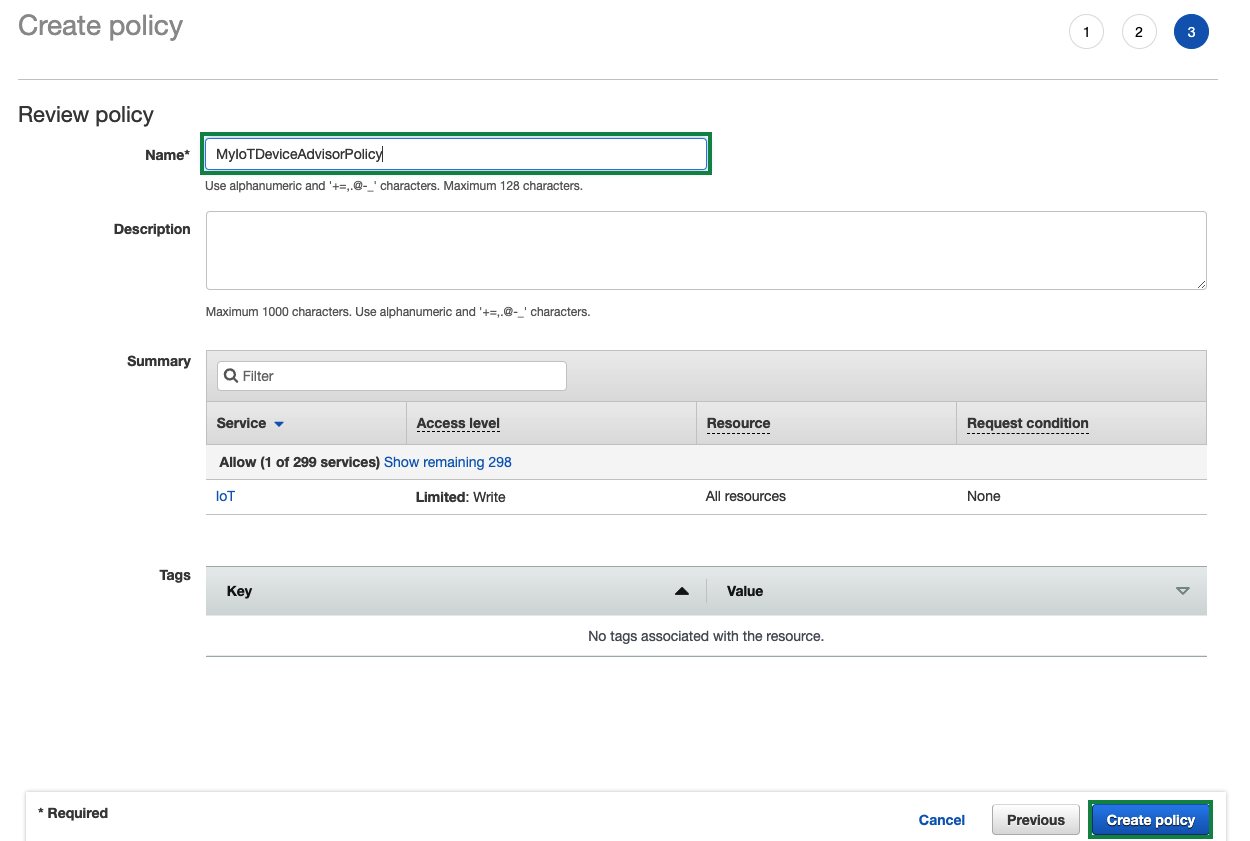 Create policy
1 2 3
Review policy
Name* MyIoTDeviceAdvisorPolicy
Use alphanumeric and '+=,.@-_' characters. Maximum 128 characters.
Description
Maximum 1000 characters. Use alphanumeric and '+=,.@-_' characters.
Summary
Filter
Service Access level Resource Request condition
Allow (1 of 299 services) Show remaining 298
IoT Limited: Write All resources None
Tags
Key Value
No tags associated with the resource.
* Required
Cancel Previous Create policy